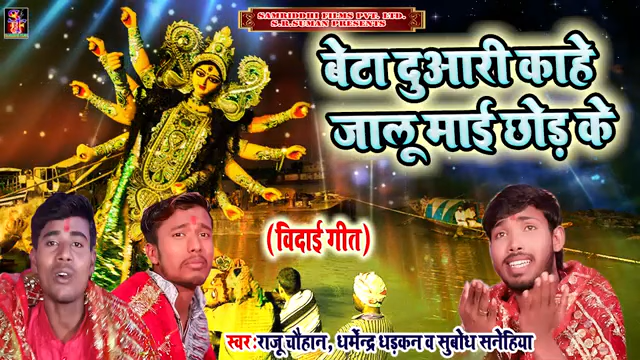 SAMRIDDHI FILMS PVT. LTD.
S.R.SUMAN PRESENTS
बेटा दुआरी काहे
जालू माई छोड़ के
(विदाई गीत)
स्वर: राजू चौहान, धर्मेन्द्र धड़कन व सुबोध सनेहिया